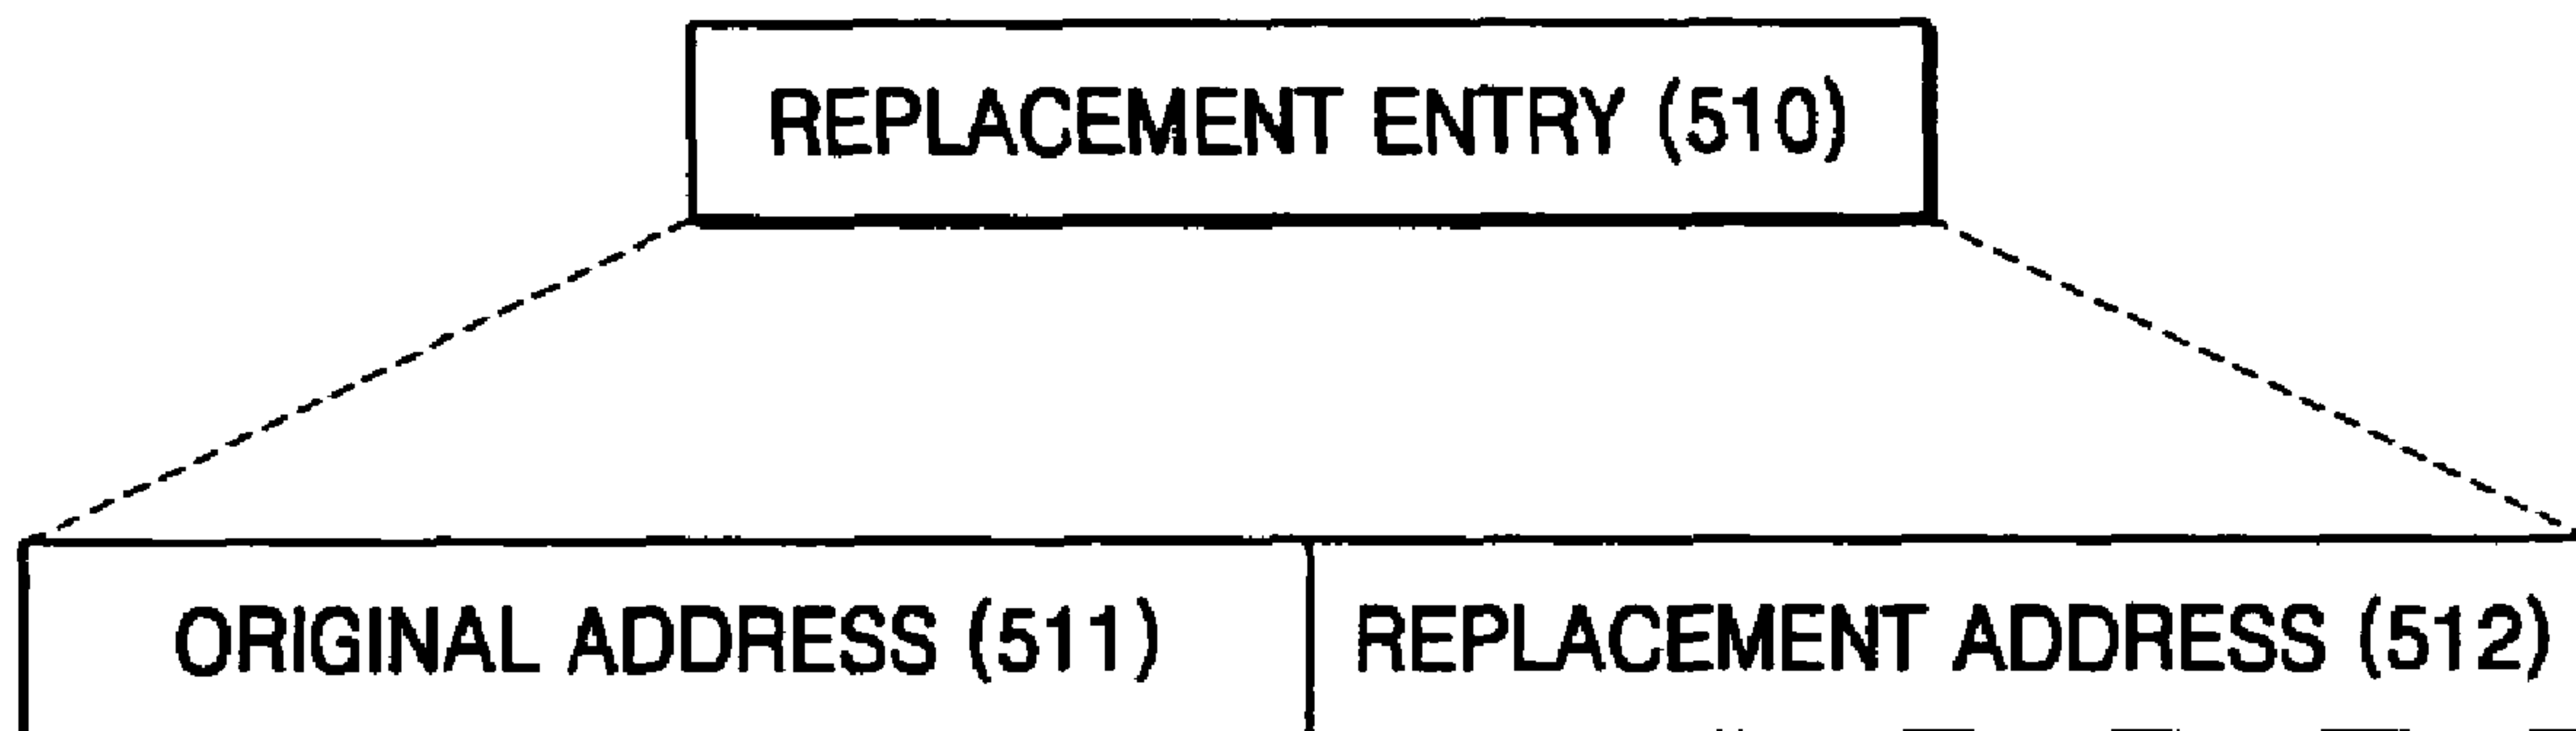 REPLACEMENT ENTRY (510)
ORIGINAL ADDRESS (511)
REPLACEMENT ADDRESS (512)